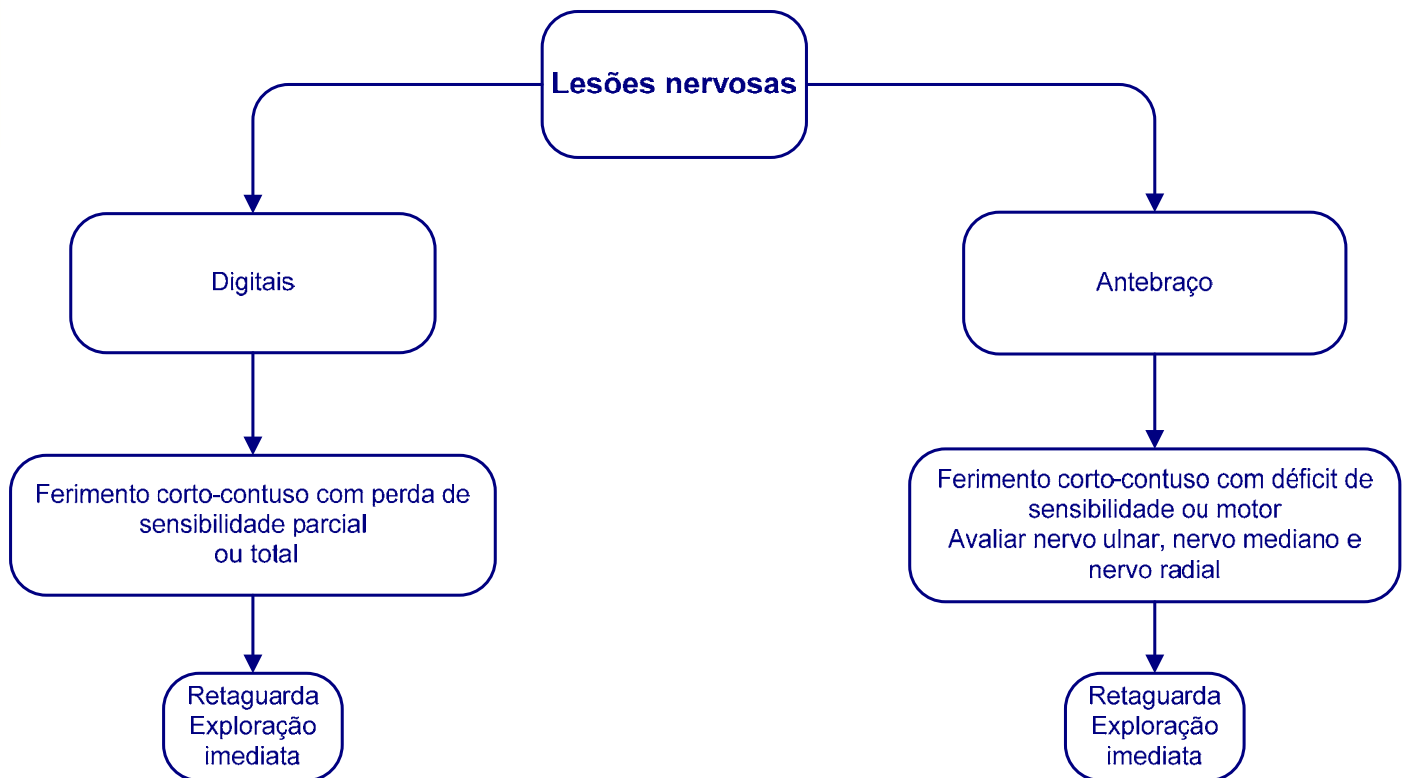 Lesões nervosas
Digitais
Antebraço
Ferimento corto-contuso com perda de
sensibilidade parcial
ou total
Ferimento corto-contuso com déficit de
sensibilidade ou motor
Avaliar nervo ulnar, nervo mediano e
nervo radial
Retaguarda
Exploração
imediata
Retaguarda
Exploração
imediata